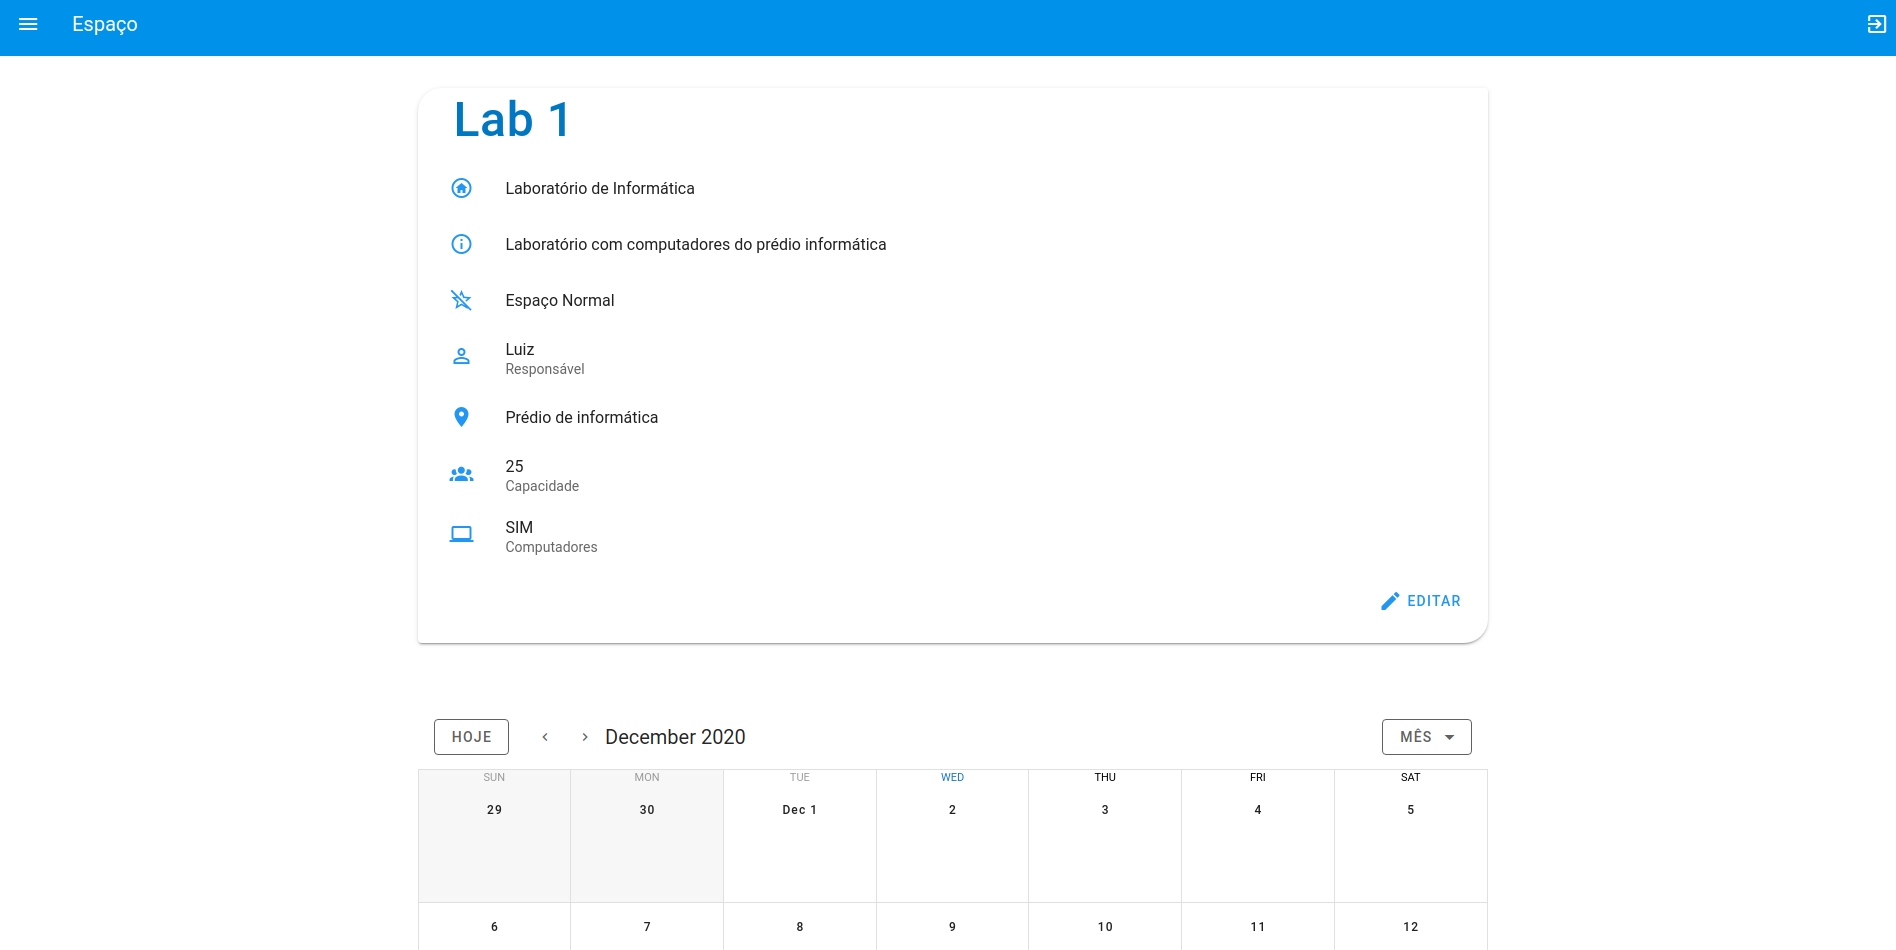 Espaço
Lab 1
Laboratório de Informática
Laboratório com computadores do prédio informática
Espaço Normal
Luiz
Responsável
Prédio de informática
25
Capacidade
SIM
Computadores
EDITAR
HOJE December 2020 MÊS
SUN MON TUE WED THU FRI SAT
29 30 Dec 1 2 3 4 5
6 7 8 9 10 11 12